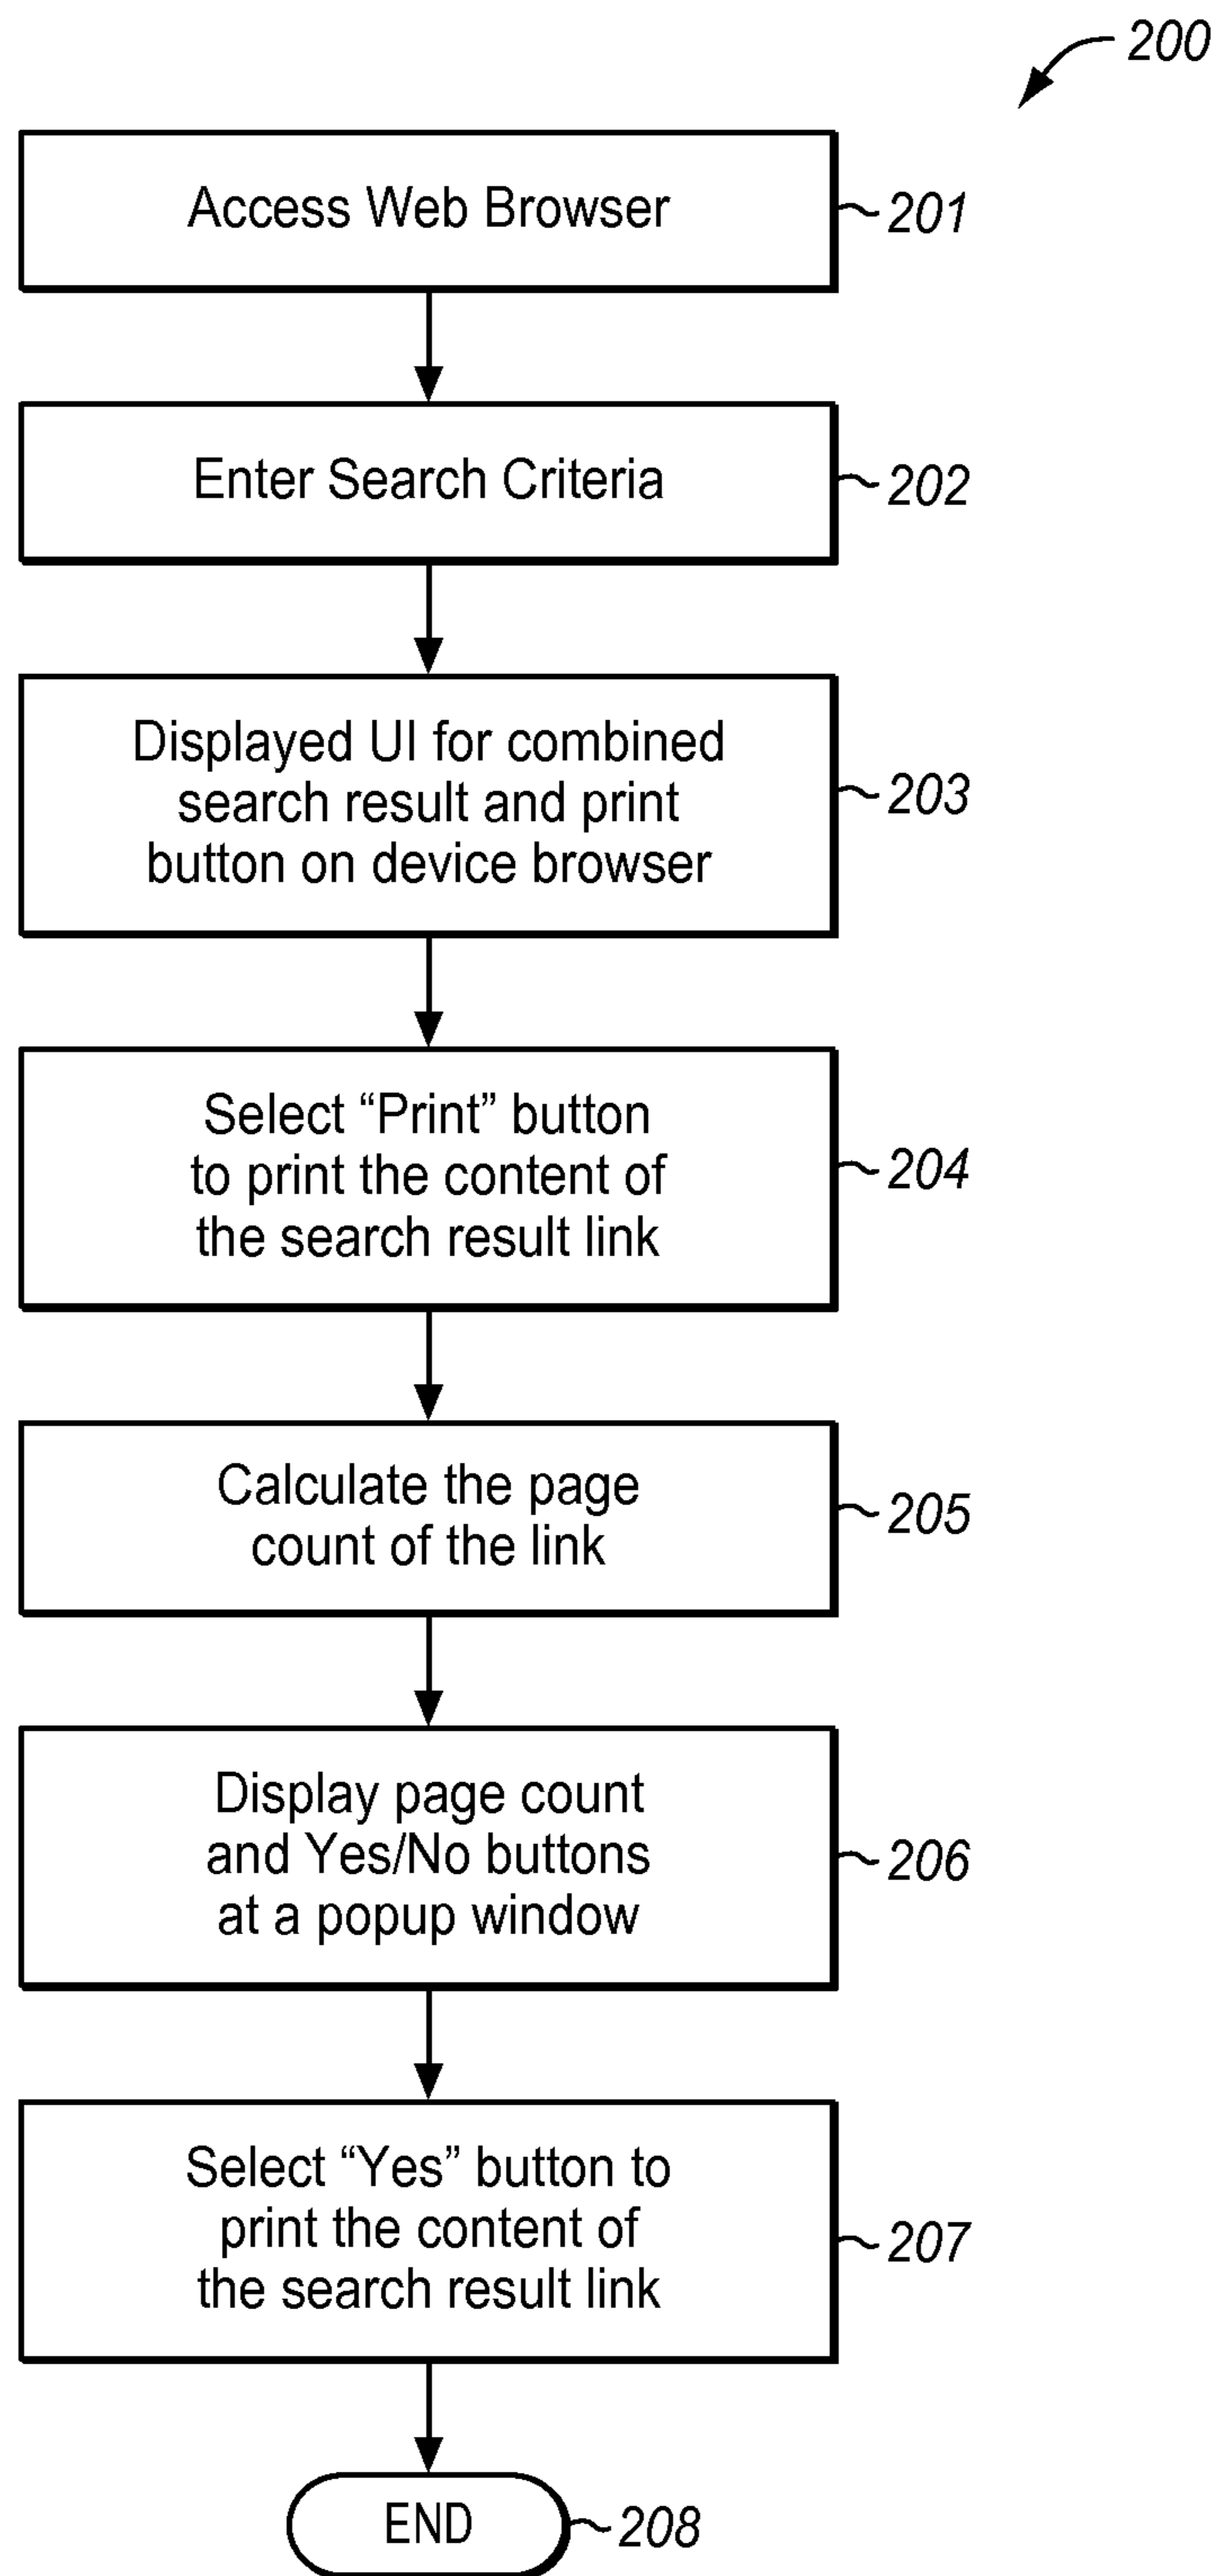 200
Access Web Browser
201
Enter Search Criteria
202
Displayed UI for combined
search result and print
button on device browser
203
Select “Print” button
to print the content of
the search result link
204
Calculate the page
count of the link
205
Display page count
and Yes/No buttons
at a popup window
206
Select “Yes” button to
print the content of
the search result link
207
END
208